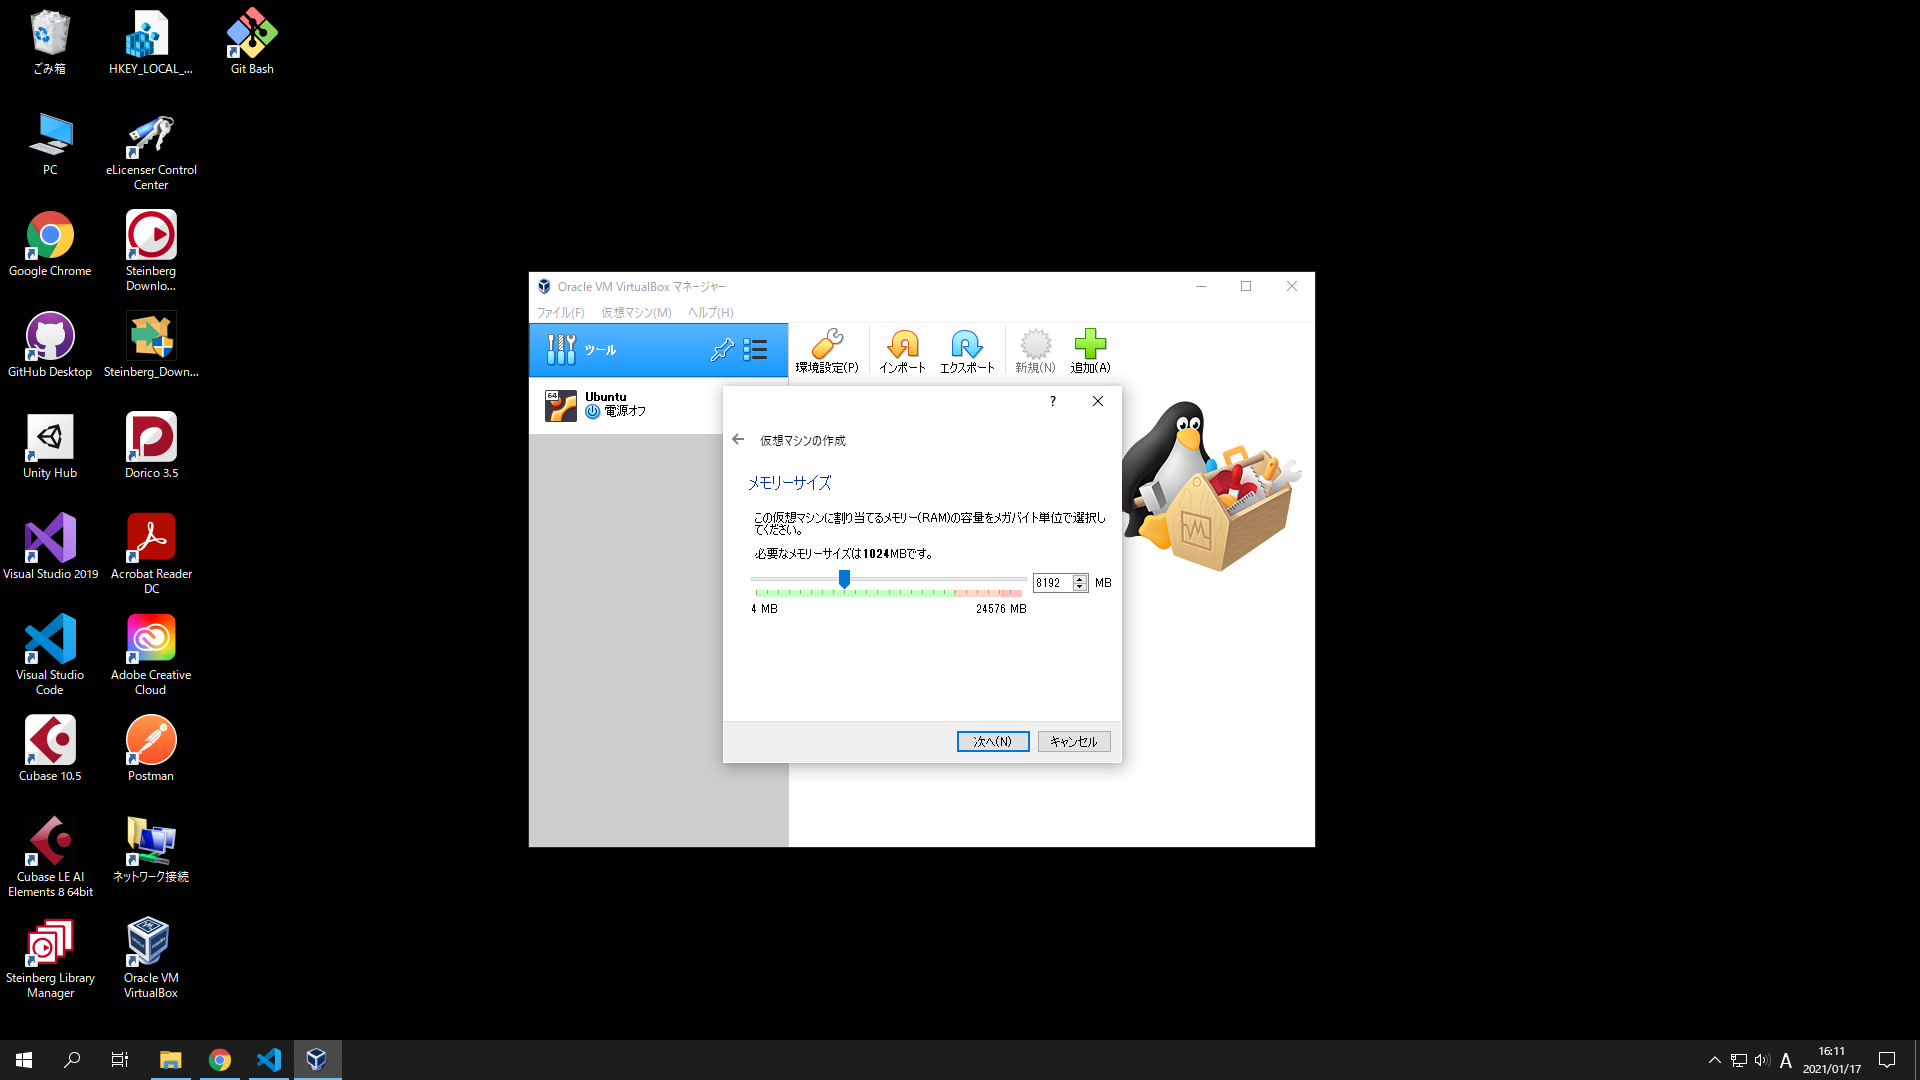 ごみ箱
HKEY_LOCAL_...
Git Bash
PC
eLicenser Control
Center
Google Chrome
Steinberg
Downlo...
GitHub Desktop
Steinberg_Down...
Unity Hub
Dorico 3.5
Visual Studio 2019
Acrobat Reader
DC
Visual Studio
Code
Adobe Creative
Cloud
Cubase 10.5
Postman
Cubase LE AI
Elements 8 64bit
ネットワーク接続
Steinberg Library
Manager
Oracle VM
VirtualBox
Oracle VM VirtualBox マネージャー
ファイル(F) 仮想マシン(M) ヘルプ(H)
ツール
環境設定(P) インポート エクスポート 新規(N) 追加(A)
64
Ubuntu
電源オフ
?
仮想マシンの作成
メモリーサイズ
この仮想マシンに割り当てるメモリー(RAM)の容量をメガバイト単位で選択し
てください。
必要なメモリーサイズは1024MBです。
8192 MB
4 MB 24576 MB
次へ(N) キャンセル
A
16:11
2021/01/17